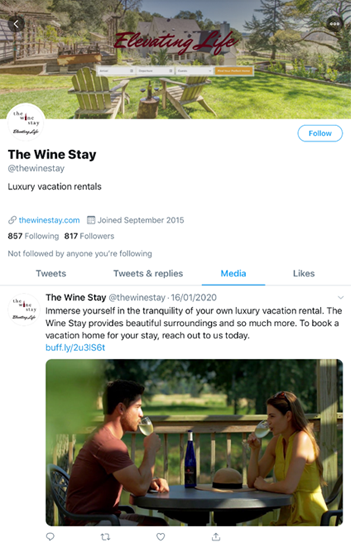 Elevating Life
the
wine
stay
Elevating Life
Follow
The Wine Stay
@thewinestay
Luxury vacation rentals
thewinestay.com Joined September 2015
857 Following 817 Followers
Not followed by anyone you're following
Tweets Tweets & replies Media Likes
the
wine
stay
The Wine Stay @thewinestay · 16/01/2020
Immerse yourself in the tranquility of your own luxury vacation rental. The
Wine Stay provides beautiful surroundings and so much more. To book a
vacation home for your stay, reach out to us today.
buff.ly/2u3lS6t